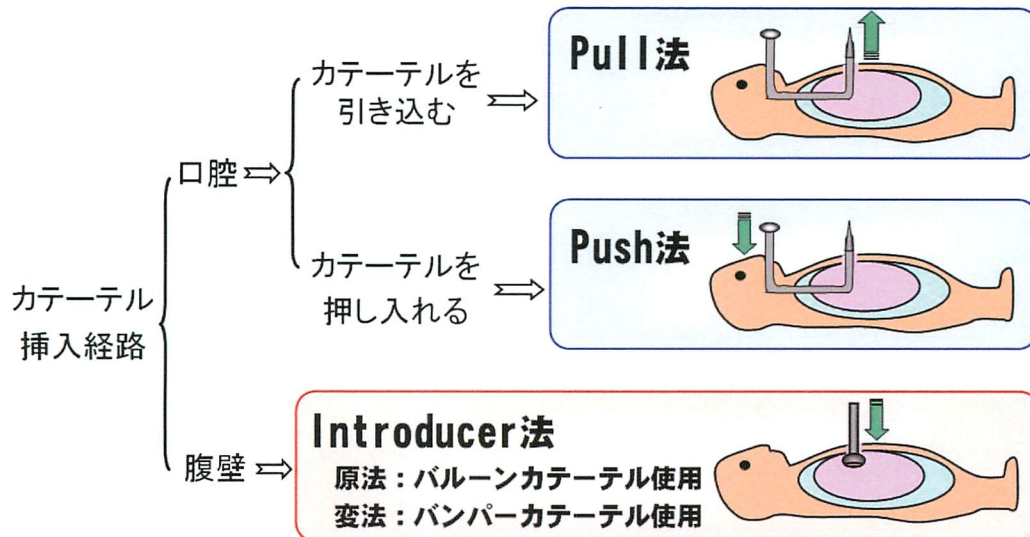 カテーテル
挿入経路
口腔
カテーテルを
引き込む
Pull法
カテーテルを
押し入れる
Push法
腹壁
Introducer法
原法：バルーンカテーテル使用
変法：バンパーカテーテル使用